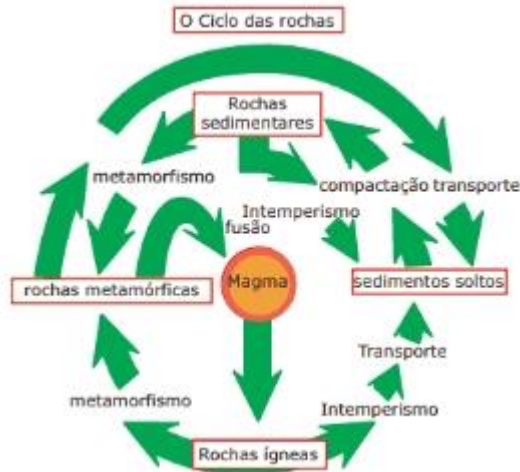 O Ciclo das rochas
Rochas
sedimentares
metamorfismo
compactação transporte
Intemperismo
fusão
Magma
rochas metamórficas
sedimentos soltos
Transporte
metamorfismo
Intemperismo
Rochas ígneas